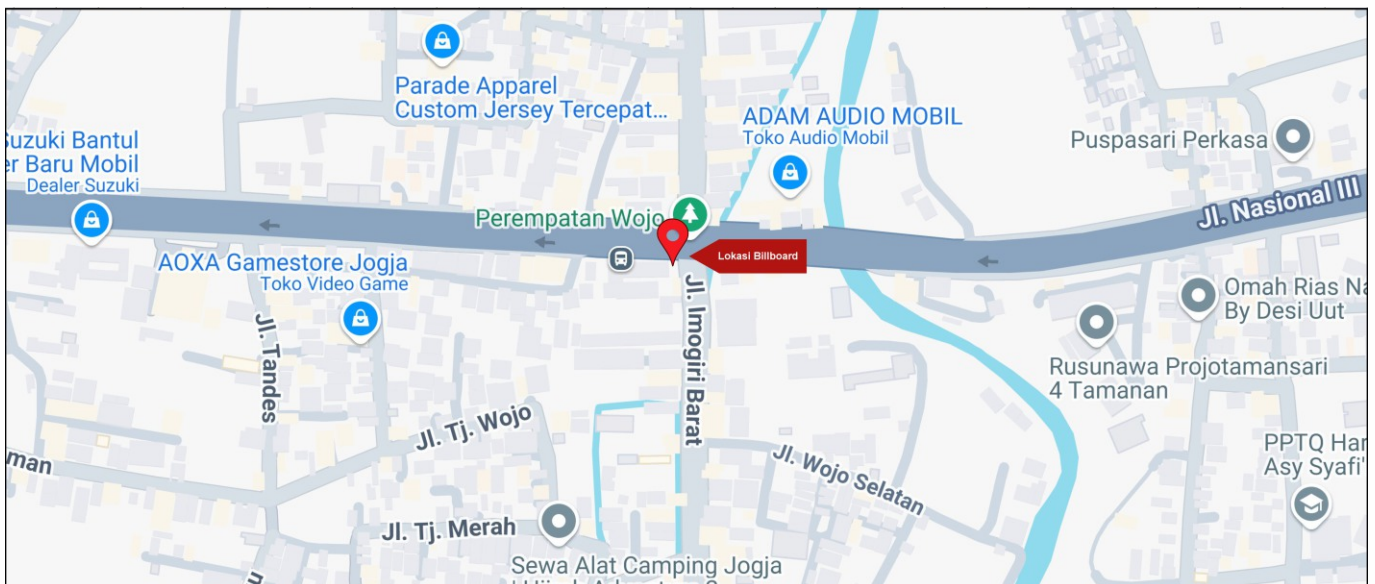 Parade Apparel
Custom Jersey Tercepat...
ADAM AUDIO MOBIL
Toko Audio Mobil
Puspasari Perkasa
uzuki Bantul
er Baru Mobil
Dealer Suzuki
Jl. Nasional III
Perempatan Wojo
Lokasi Billboard
AOXA Gamestore Jogja
Toko Video Game
Jl. Imogiri Barat
Jl. Tandes
Omah Rias Na
By Desi Uut
Rusunawa Projotamansari
4 Tamanan
Jl. Tj. Wojo
Jl. Wojo Selatan
man
PPTQ Har
Asy Syafi'
Jl. Tj. Merah
Sewa Alat Camping Jogja